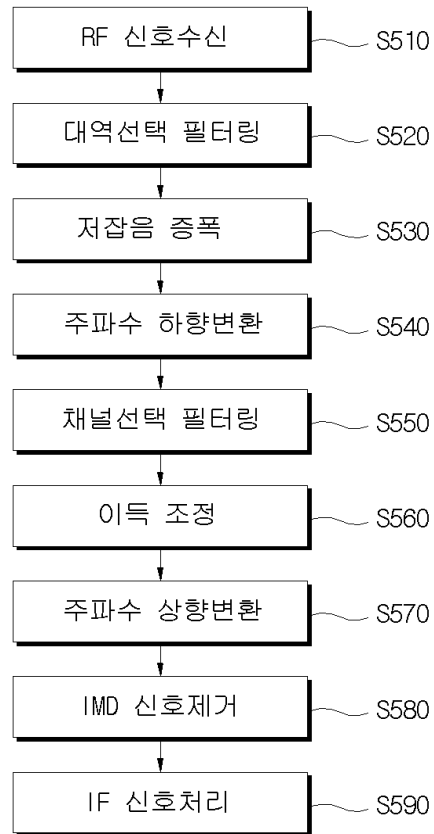 RF 신호수신 S510
대역선택 필터링 S520
저잡음 증폭 S530
주파수 하향변환 S540
채널선택 필터링 S550
이득 조정 S560
주파수 상향변환 S570
IMD 신호제거 S580
IF 신호처리 S590